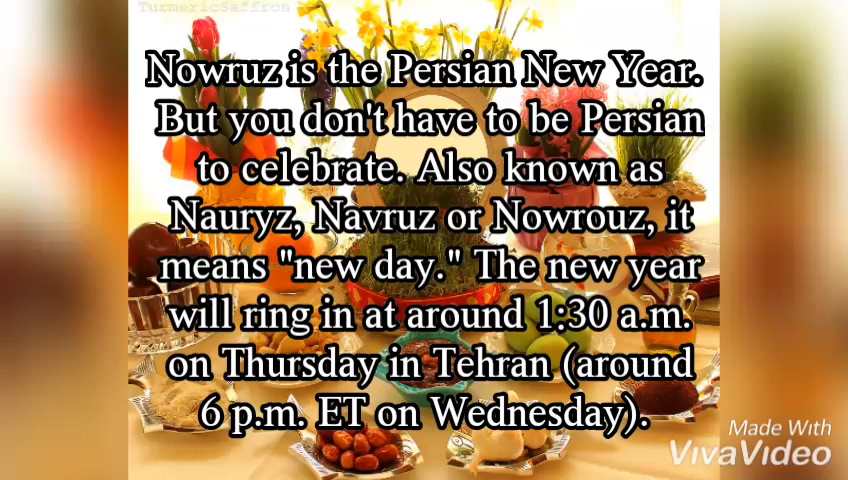 TurmericSaffron
Nowruz is the Persian New Year.
But you don't have to be Persian
to celebrate. Also known as
Nauryz, Navruz or Nowrouz, it
means "new day." The new year
will ring in at around 1:30 a.m.
on Thursday in Tehran (around
6 p.m. ET on Wednesday).
Made With
VivaVideo